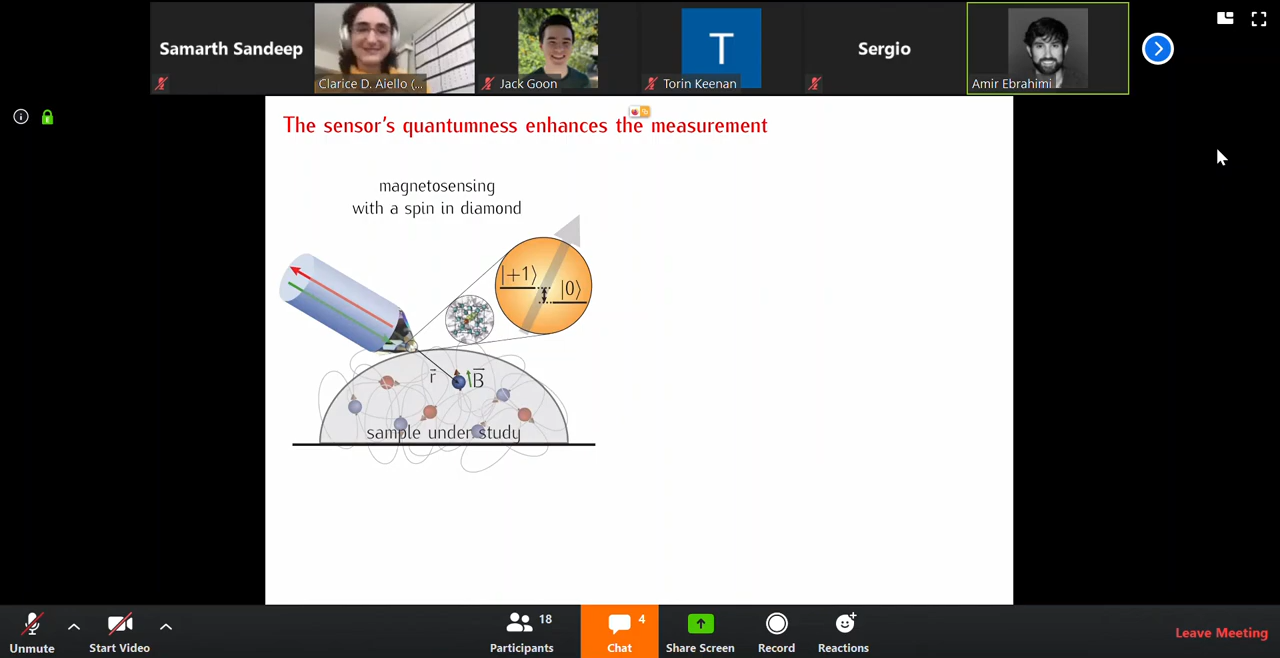 Samarth Sandeep
Clarice D. Aiello (...
Jack Goon
T
Torin Keenan
Sergio
Amir Ebrahimi
The sensor's quantumness enhances the measurement
magnetosensing
with a spin in diamond
|+1⟩
|0⟩
r⃗
B⃗
sample under study
Unmute
Start Video
18
Participants
4
Chat
Share Screen
Record
Reactions
Leave Meeting